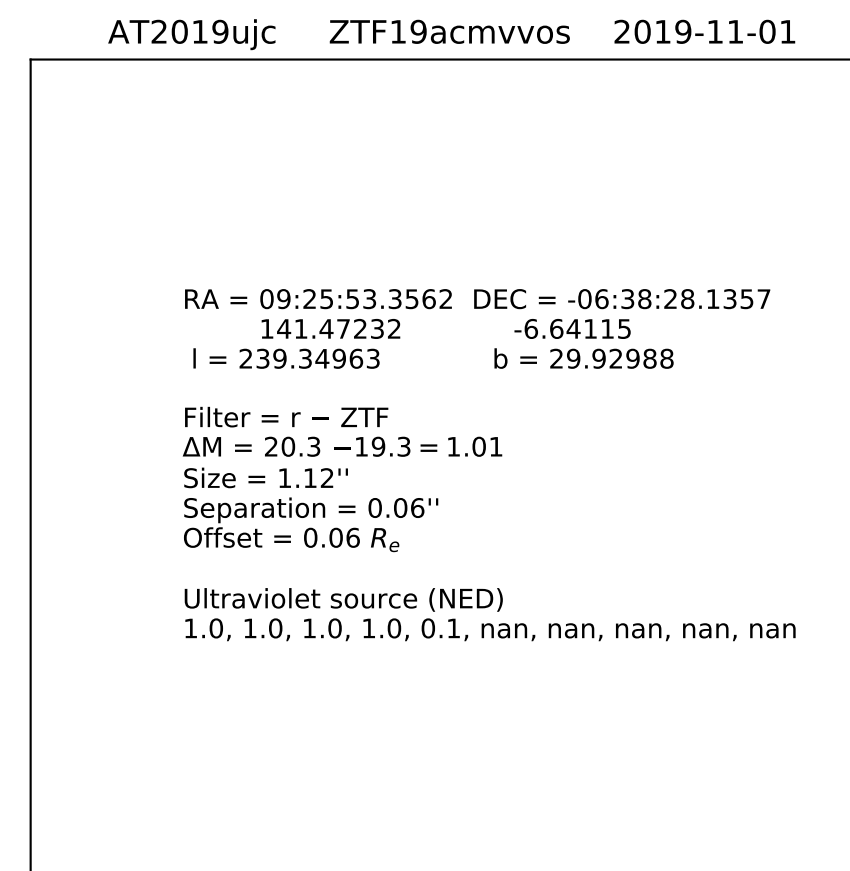 AT2019ujc ZTF19acmvvos 2019-11-01
RA = 09:25:53.3562 DEC = -06:38:28.1357
141.47232 -6.64115
l = 239.34963 b = 29.92988
Filter = r − ZTF
ΔM = 20.3 −19.3 = 1.01
Size = 1.12''
Separation = 0.06''
Offset = 0.06 Re
Ultraviolet source (NED)
1.0, 1.0, 1.0, 1.0, 0.1, nan, nan, nan, nan, nan